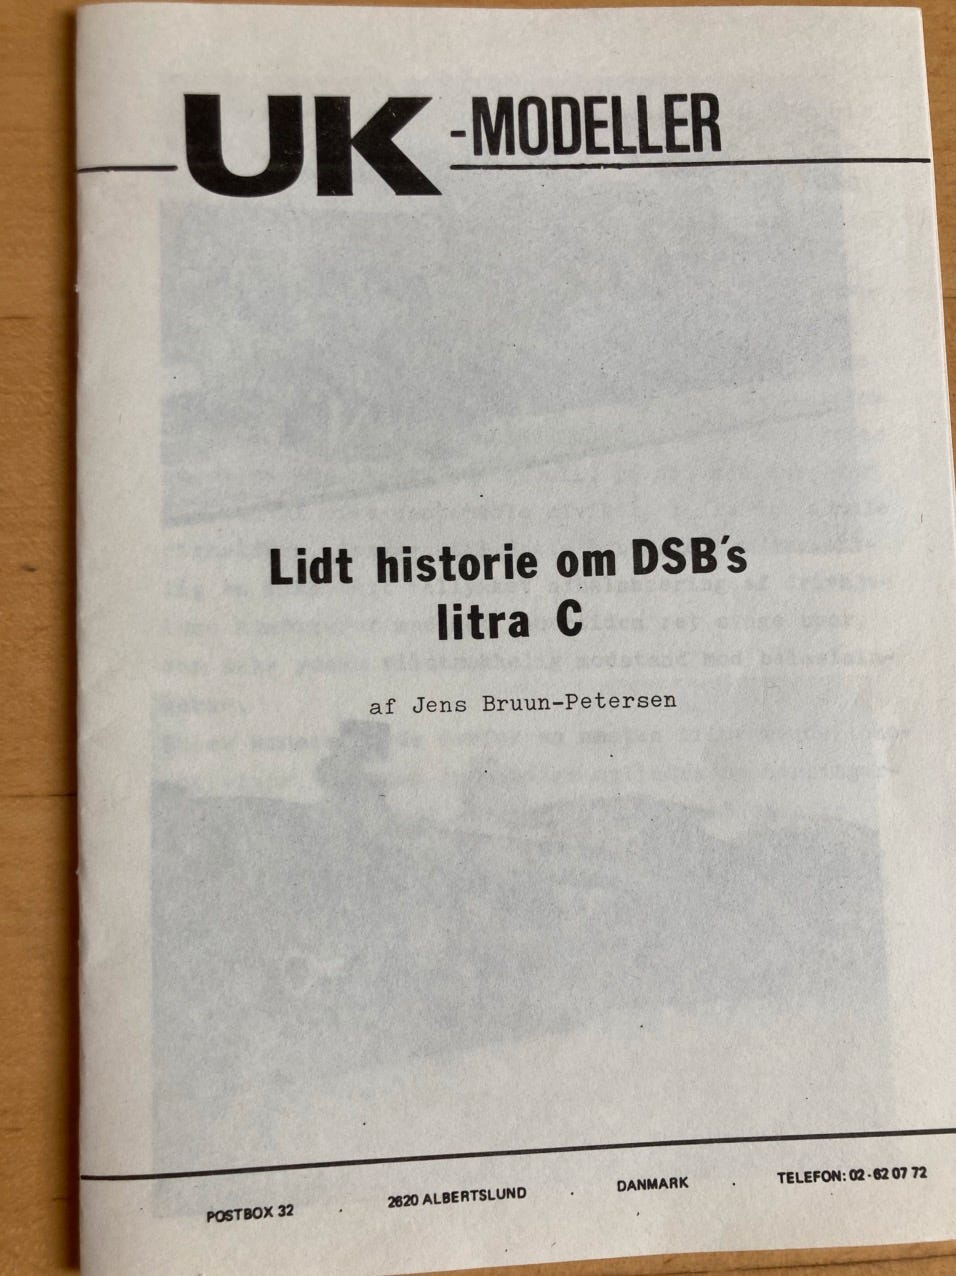 UK-MODELLER
Lidt historie om DSB's
litra C
af Jens Bruun-Petersen
POSTBOX 32 . 2620 ALBERTSLUND . DANMARK . TELEFON: 02 - 62 07 72